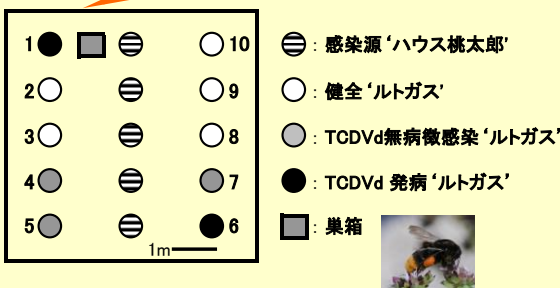 1 10 : 感染源 ‘ハウス桃太郎’
2 9 : 健全 ‘ルトガス’
3 8 : TCDVd無病徴感染 ‘ルトガス’
4 7 : TCDVd 発病 ‘ルトガス’
5 6 : 巣箱
1m